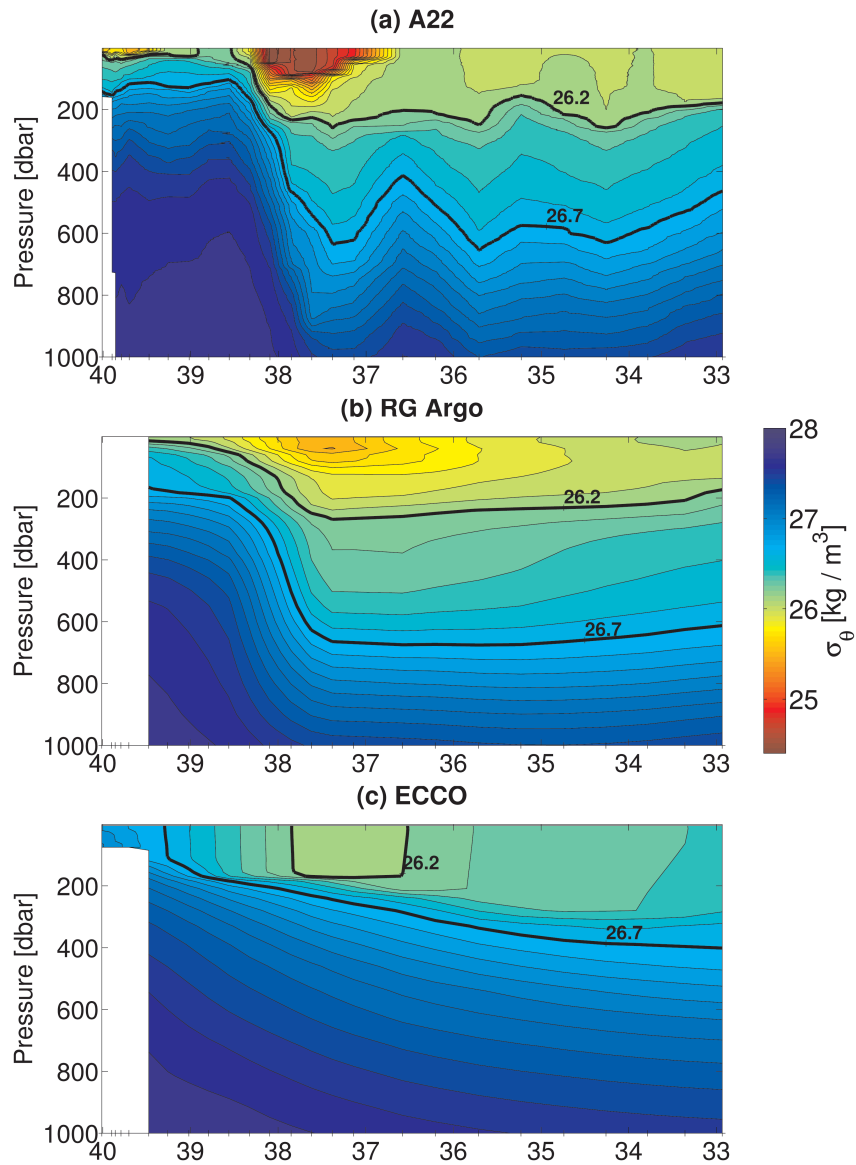 (a) A22
Pressure [dbar]
200
400
600
800
1000
26.2
26.7
40 39 38 37 36 35 34 33
(b) RG Argo
Pressure [dbar]
200
400
600
800
1000
26.2
26.7
40 39 38 37 36 35 34 33
28
27
26
25
σθ [kg / m³]
(c) ECCO
Pressure [dbar]
200
400
600
800
1000
26.2
26.7
40 39 38 37 36 35 34 33